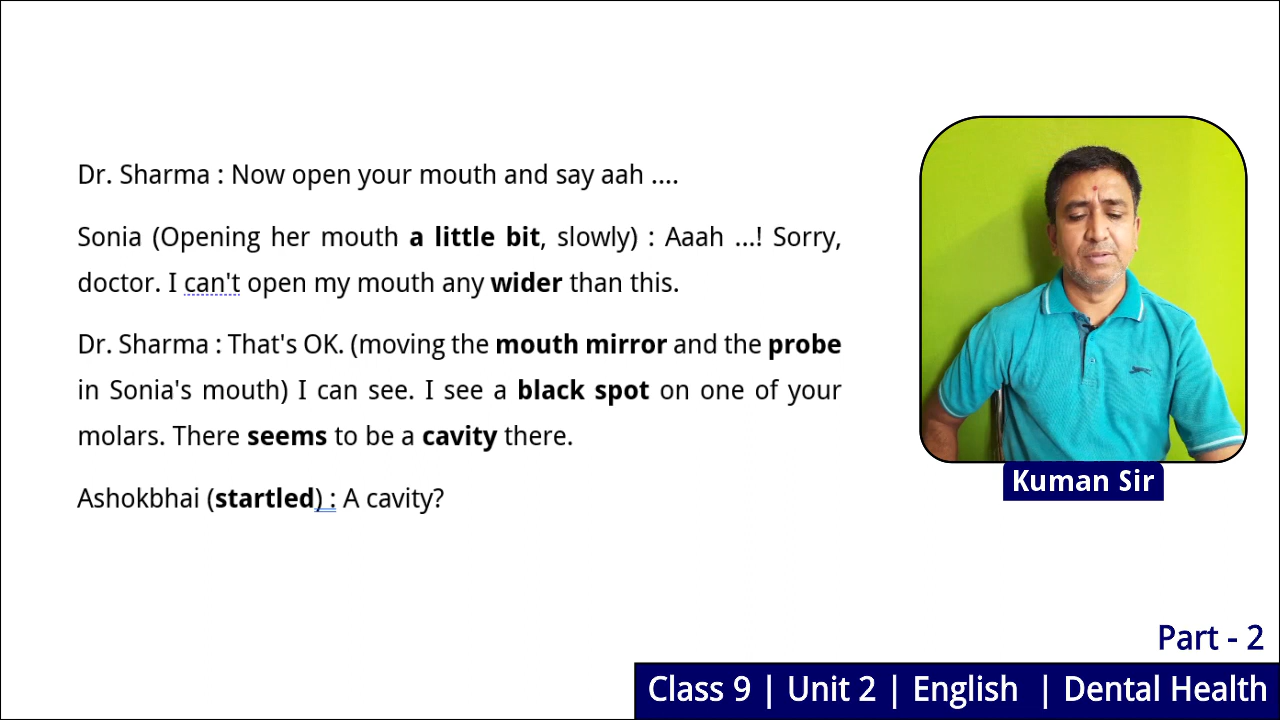 Dr. Sharma : Now open your mouth and say aah ....
Sonia (Opening her mouth a little bit, slowly) : Aaah ...! Sorry,
doctor. I can't open my mouth any wider than this.
Dr. Sharma : That's OK. (moving the mouth mirror and the probe
in Sonia's mouth) I can see. I see a black spot on one of your
molars. There seems to be a cavity there.
Ashokbhai (startled) : A cavity?
Kuman Sir
Part - 2
Class 9 | Unit 2 | English | Dental Health